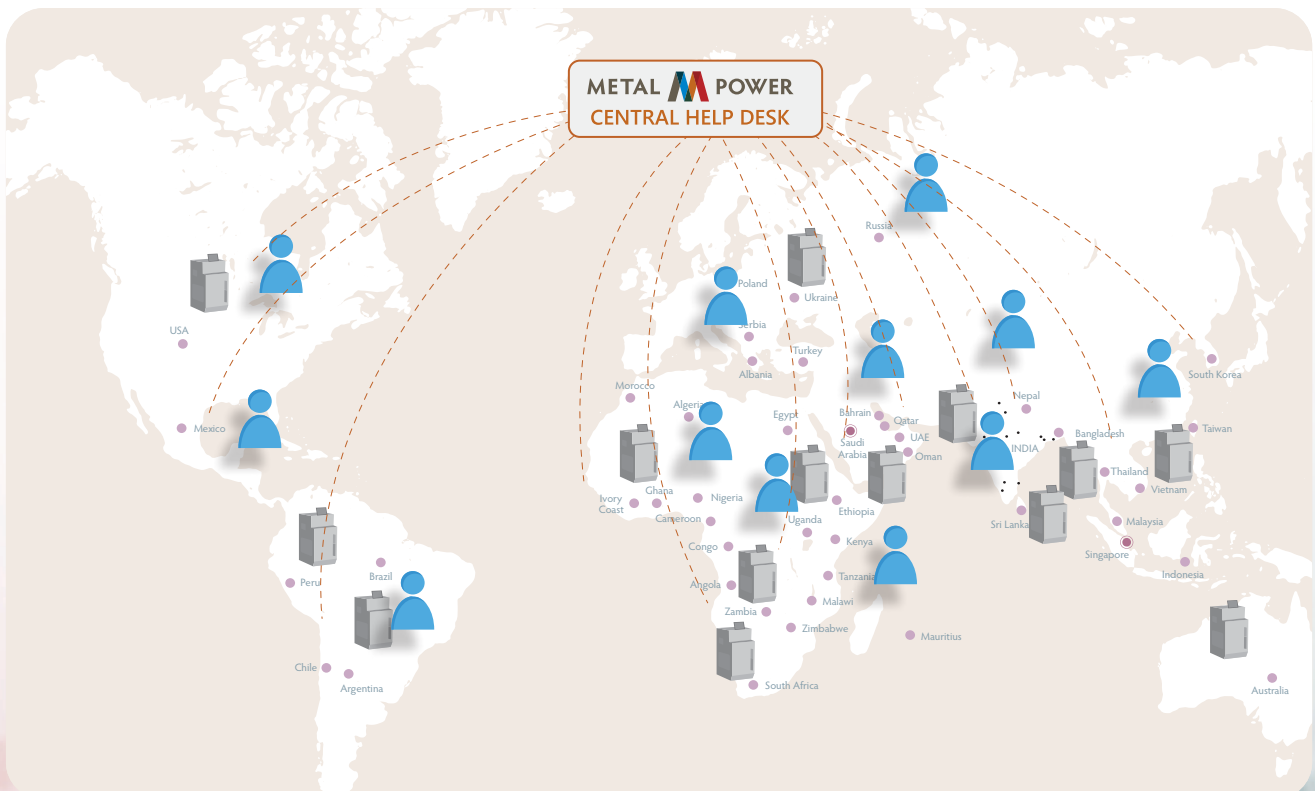 METAL POWER
CENTRAL HELP DESK
Russia
Poland
Ukraine
Serbia
USA
Turkey
Albania
South Korea
Morocco
Algeria
Egypt
Bahrain
Qatar
Nepal
Mexico
Saudi
Arabia
UAE
Oman
INDIA
Bangladesh
Taiwan
Thailand
Vietnam
Ivory
Coast
Ghana
Nigeria
Cameroon
Uganda
Ethiopia
Sri Lanka
Malaysia
Congo
Kenya
Singapore
Indonesia
Peru
Brazil
Angola
Tanzania
Zambia
Malawi
Zimbabwe
Mauritius
Chile
Argentina
South Africa
Australia